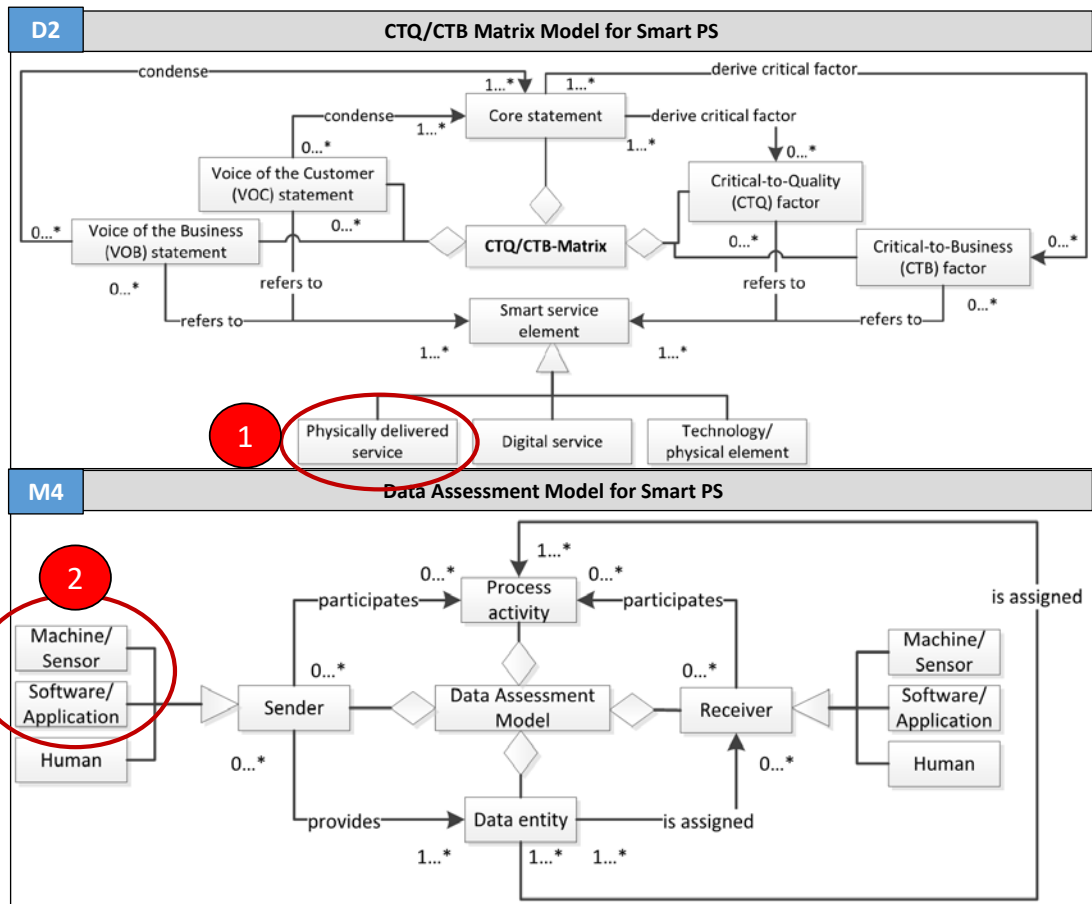 D2
CTQ/CTB Matrix Model for Smart PS
condense
derive critical factor
1...*
1...*
condense
1...*
Core statement
derive critical factor
1...*
0...*
0...*
Voice of the Customer
(VOC) statement
Critical-to-Quality
(CTQ) factor
0...*
Voice of the Business
(VOB) statement
0...*
CTQ/CTB-Matrix
0...*
Critical-to-Business
(CTB) factor
0...*
0...*
refers to
refers to
0...*
refers to
Smart service
element
refers to
1...*
1...*
1
Physically delivered
service
Digital service
Technology/
physical element
M4
Data Assessment Model for Smart PS
1...*
2
0...*
0...*
participates
Process
activity
participates
is assigned
Machine/
Sensor
Machine/
Sensor
0...*
0...*
Software/
Application
Sender
Data Assessment
Model
Receiver
Software/
Application
Human
Human
0...*
0...*
provides
Data entity
is assigned
1...*
1...*
1...*